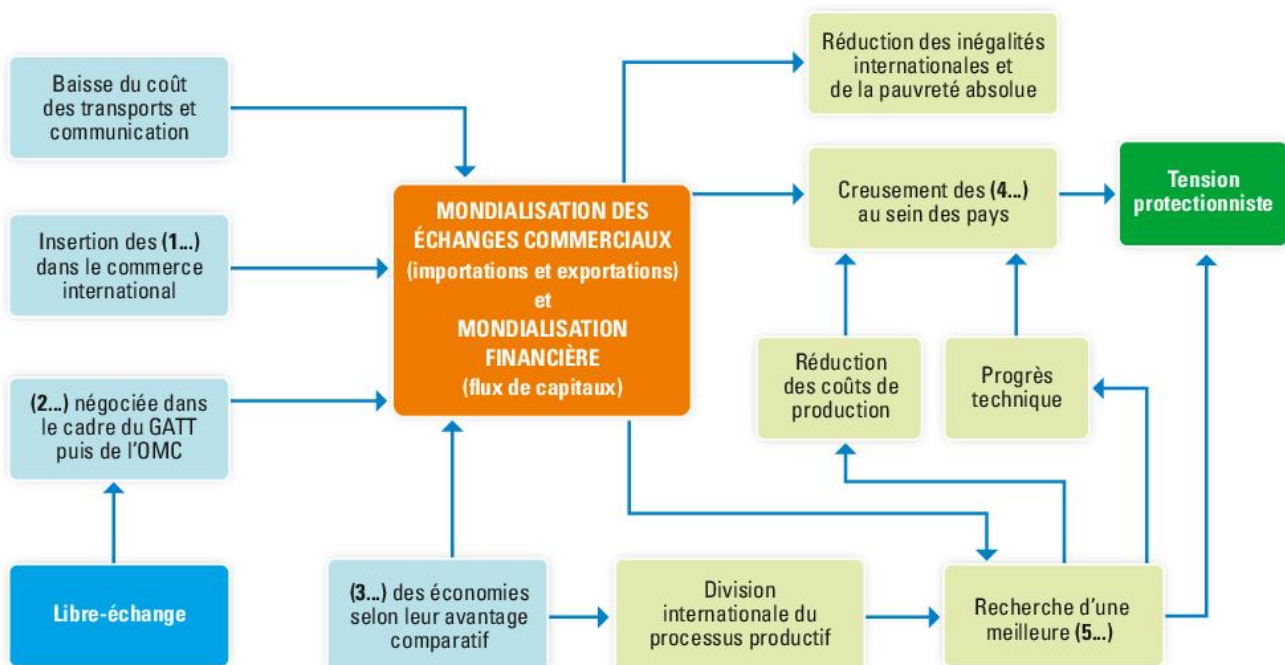 Baisse du coût
des transports et
communication
Insertion des (1...)
dans le commerce
international
(2...) négociée dans
le cadre du GATT
puis de l'OMC
Libre-échange
MONDIALISATION DES
ÉCHANGES COMMERCIAUX
(importations et exportations)
et
MONDIALISATION
FINANCIÈRE
(flux de capitaux)
(3...) des économies
selon leur avantage
comparatif
Réduction des inégalités
internationales et
de la pauvreté absolue
Creusement des (4...)
au sein des pays
Tension
protectionniste
Réduction
des coûts de
production
Progrès
technique
Division
internationale du
processus productif
Recherche d'une
meilleure (5...)